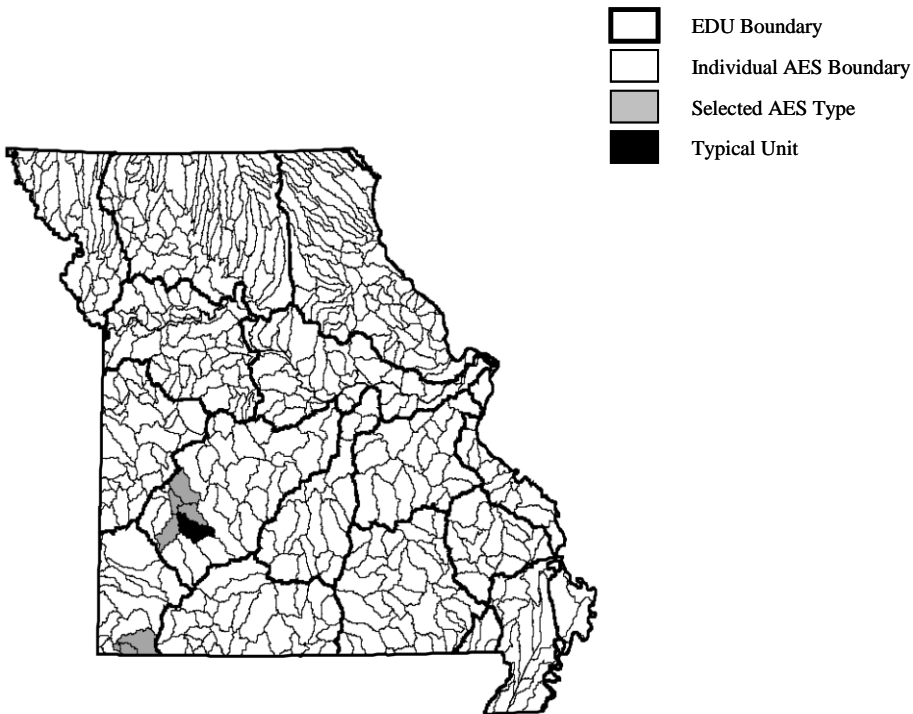 EDU Boundary
Individual AES Boundary
Selected AES Type
Typical Unit